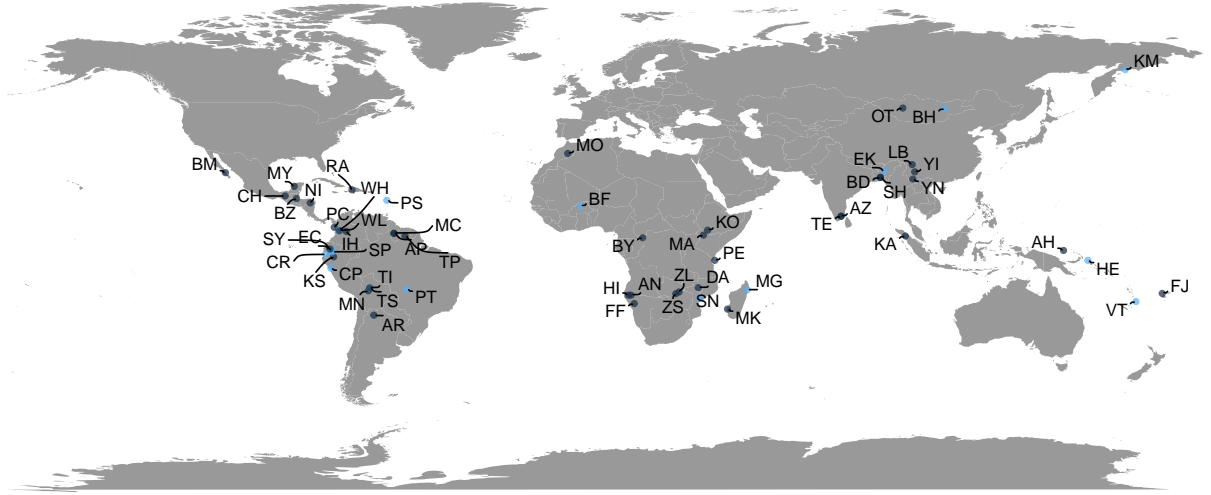 KM
OT
BH
MO
LB
EK
YI
BM
RA
MY
WH
BD
SH
YN
CH
NI
PS
BF
BZ
TE
AZ
PC
WL
MC
KO
SY
EC
IH
AP
BY
MA
KA
AH
CR
SP
TP
PE
HE
KS
CP
TI
ZL
DA
MG
HI
AN
FJ
MN
TS
PT
SN
FF
ZS
VT
MK
AR